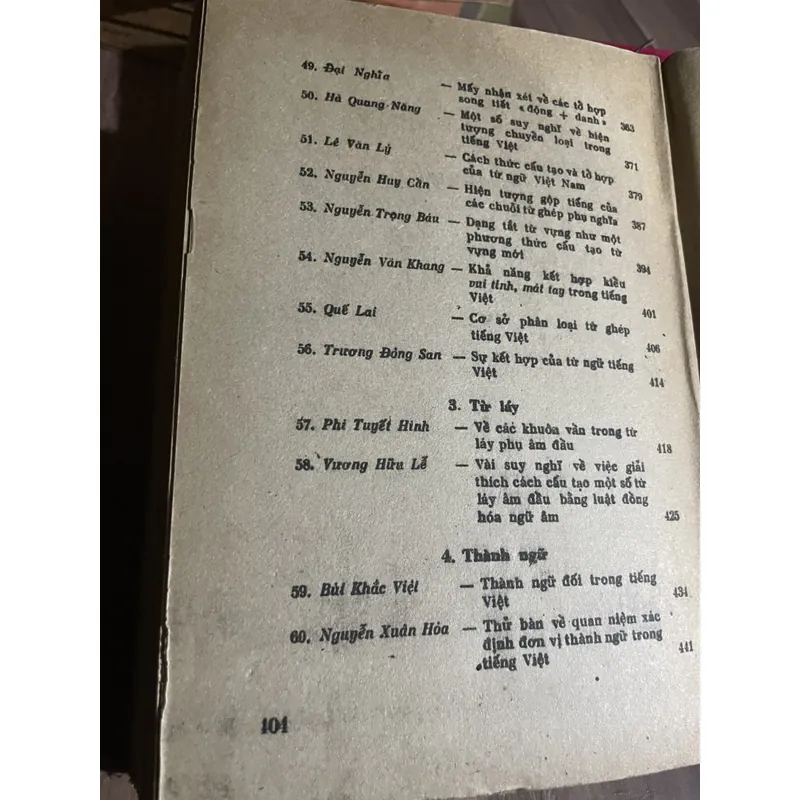 49. Đại Nghĩa — Mấy nhận xét về các tổ hợp
song tiết «động + danh» 363
50. Hà Quang Năng — Một số suy nghĩ về hiện
tượng chuyển loại trong
tiếng Việt 371
51. Lê Văn Lý — Cách thức cấu tạo và tổ hợp
của từ ngữ Việt Nam 379
52. Nguyễn Huy Cẩn — Hiện tượng gộp tiếng của
các chuỗi từ ghép phụ nghĩa 387
53. Nguyễn Trọng Báu — Dạng tắt từ vựng như một
phương thức cấu tạo từ
vựng mới 394
54. Nguyễn Văn Khang — Khả năng kết hợp kiểu
vui tính, mát tay trong tiếng
Việt 401
55. Quế Lai — Cơ sở phân loại từ ghép
tiếng Việt 406
56. Trương Đông San — Sự kết hợp của từ ngữ tiếng
Việt 414
3. Từ láy
57. Phi Tuyết Hinh — Về các khuôn vần trong từ
láy phụ âm đầu 418
58. Vương Hữu Lễ — Vài suy nghĩ về việc giải
thích cách cấu tạo một số từ
láy âm đầu bằng luật đồng
hóa ngữ âm 425
4. Thành ngữ
59. Bùi Khắc Việt — Thành ngữ đối trong tiếng
Việt 434
60. Nguyễn Xuân Hòa — Thử bàn về quan niệm xác
định đơn vị thành ngữ trong
tiếng Việt 441
104